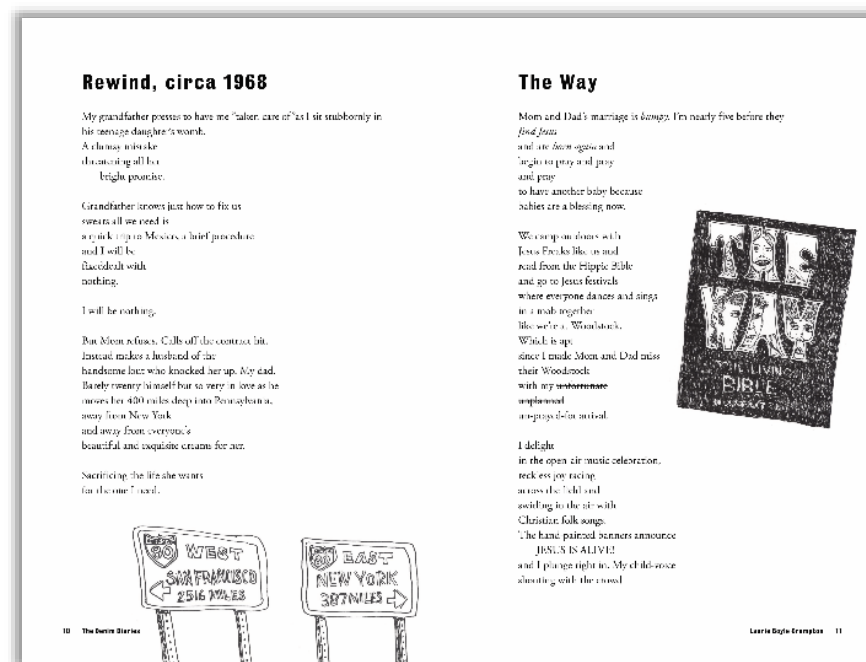 Rewind, circa 1968
My grandfather presses to have me "taken care of" as I sit stubbornly in
his teenage daughter's womb.
A clumsy mistake
threatening all her
bright promise.
Grandfather knows just how to fix us
swears all we need is
a quick trip to Mexico, a brief procedure
and I will be
fixeddealt with
nothing.
I will be nothing.
But Mom refuses. Calls off the contract hit.
Instead makes a husband of the
handsome lout who knocked her up. My dad.
Barely twenty himself but so very in love as he
moves her 400 miles deep into Pennsylvania,
away from New York
and away from everyone's
beautiful and exquisite dreams for her.
Sacrificing the life she wants
for the one I need.
80
WEST
SAN FRANCISCO
2516 MILES
80
EAST
NEW YORK
387 MILES
10 The Denim Diaries
The Way
Mom and Dad's marriage is bumpy. I'm nearly five before they
find Jesus
and are born again and
begin to pray and pray
and pray
to have another baby because
babies are a blessing now.
We camp outdoors with
Jesus Freaks like us and
read from the Hippie Bible
and go to Jesus festivals
where everyone dances and sings
in a mob together
like we're at Woodstock.
Which is apt
since I made Mom and Dad miss
their Woodstock
with my unfortunate
unplanned
un-prayed-for arrival.
I delight
in the open-air music celebration,
reckless joy racing
across the field and
swirling in the air with
Christian folk songs.
The hand-painted banners announce
JESUS IS ALIVE!
and I plunge right in. My child-voice
shouting with the crowd
THE
WAY
THE LIVING
BIBLE
Laurie Boyle Crompton 11